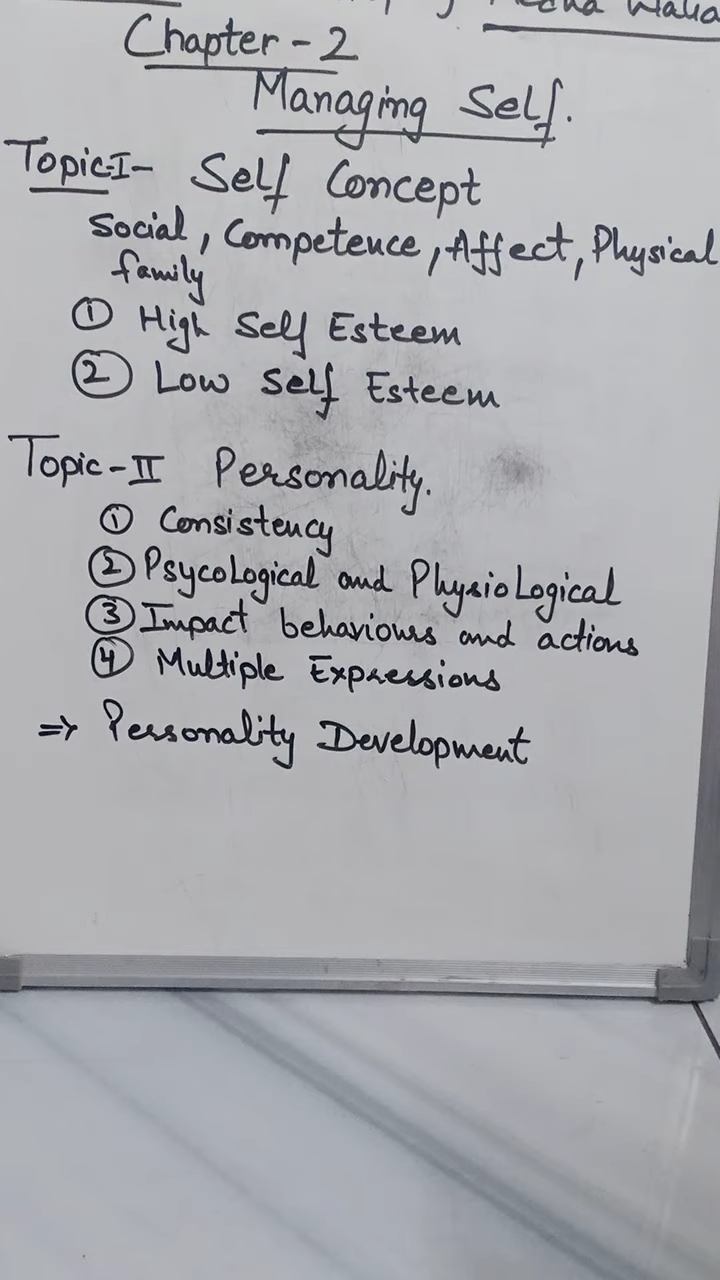 Chapter - 2
Managing Self.
Topic-I- Self Concept
Social, Competence, Affect, Physical
family
① High Self Esteem
② Low Self Esteem
Topic-II Personality.
① Consistency
② Psycological and Physiological
③ Impact behaviours and actions
④ Multiple Expressions
⇒ Personality Development